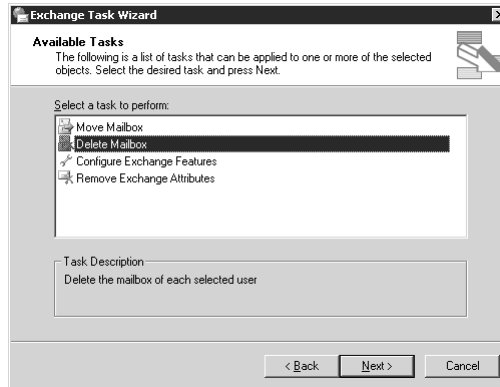 Exchange Task Wizard
Available Tasks
The following is a list of tasks that can be applied to one or more of the selected
objects. Select the desired task and press Next.
Select a task to perform:
Move Mailbox
Delete Mailbox
Configure Exchange Features
Remove Exchange Attributes
Task Description
Delete the mailbox of each selected user
< Back
Next >
Cancel